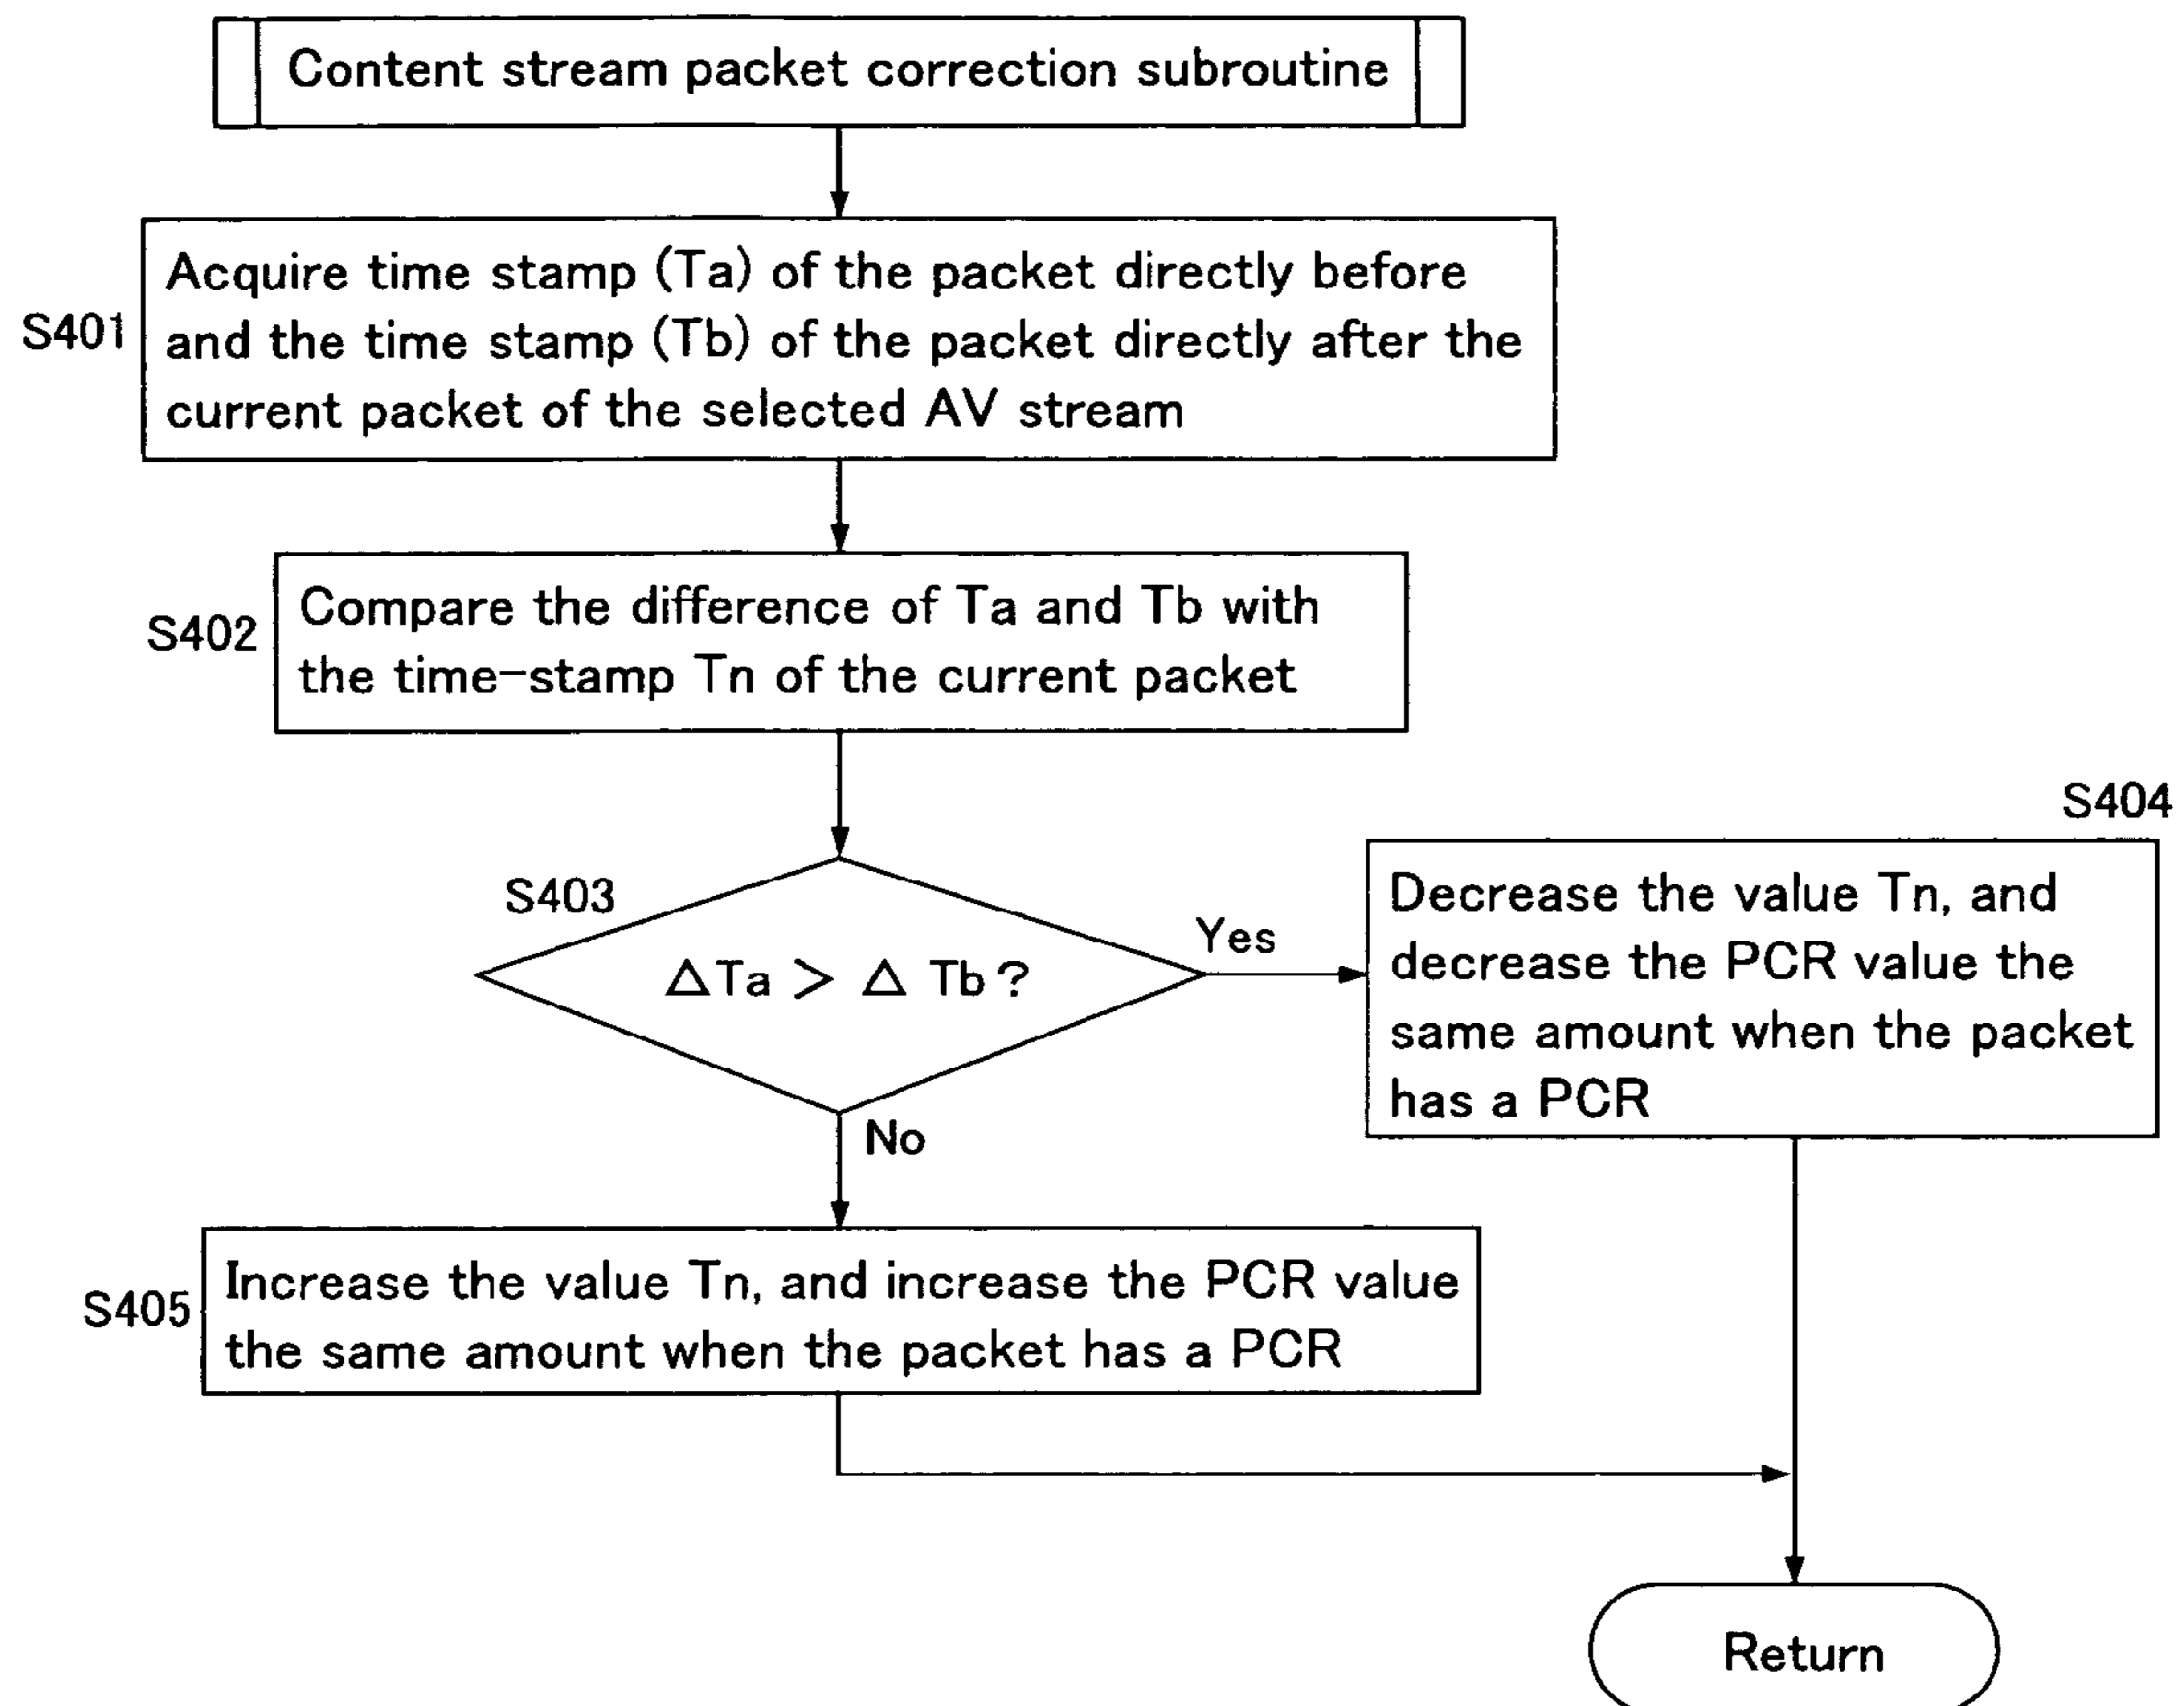 Content stream packet correction subroutine
S401
Acquire time stamp (Ta) of the packet directly before
and the time stamp (Tb) of the packet directly after the
current packet of the selected AV stream
S402
Compare the difference of Ta and Tb with
the time-stamp Tn of the current packet
S403
△Ta > △ Tb ?
Yes
No
S404
Decrease the value Tn, and
decrease the PCR value the
same amount when the packet
has a PCR
S405
Increase the value Tn, and increase the PCR value
the same amount when the packet has a PCR
Return